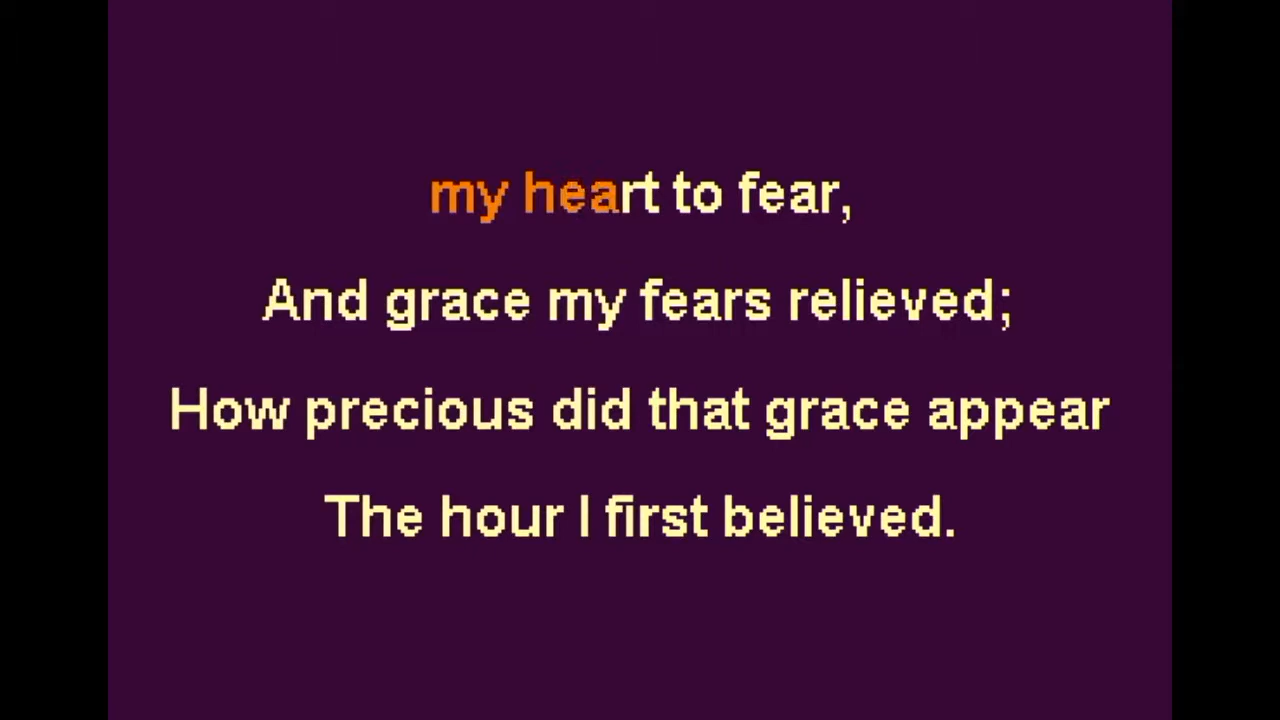 my heart to fear,
And grace my fears relieved;
How precious did that grace appear
The hour I first believed.